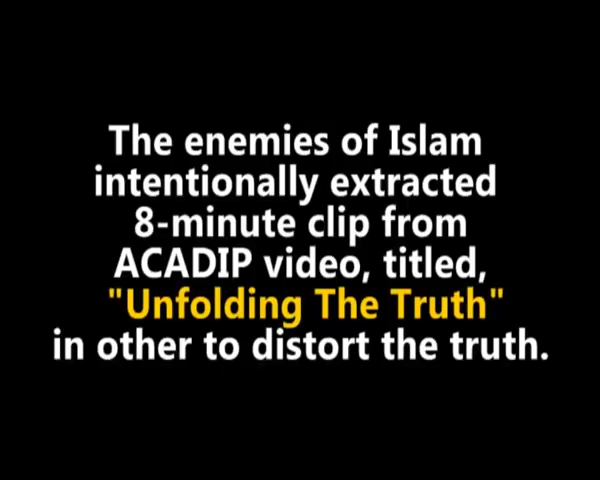 The enemies of Islam
intentionally extracted
8-minute clip from
ACADIP video, titled,
"Unfolding The Truth"
in other to distort the truth.